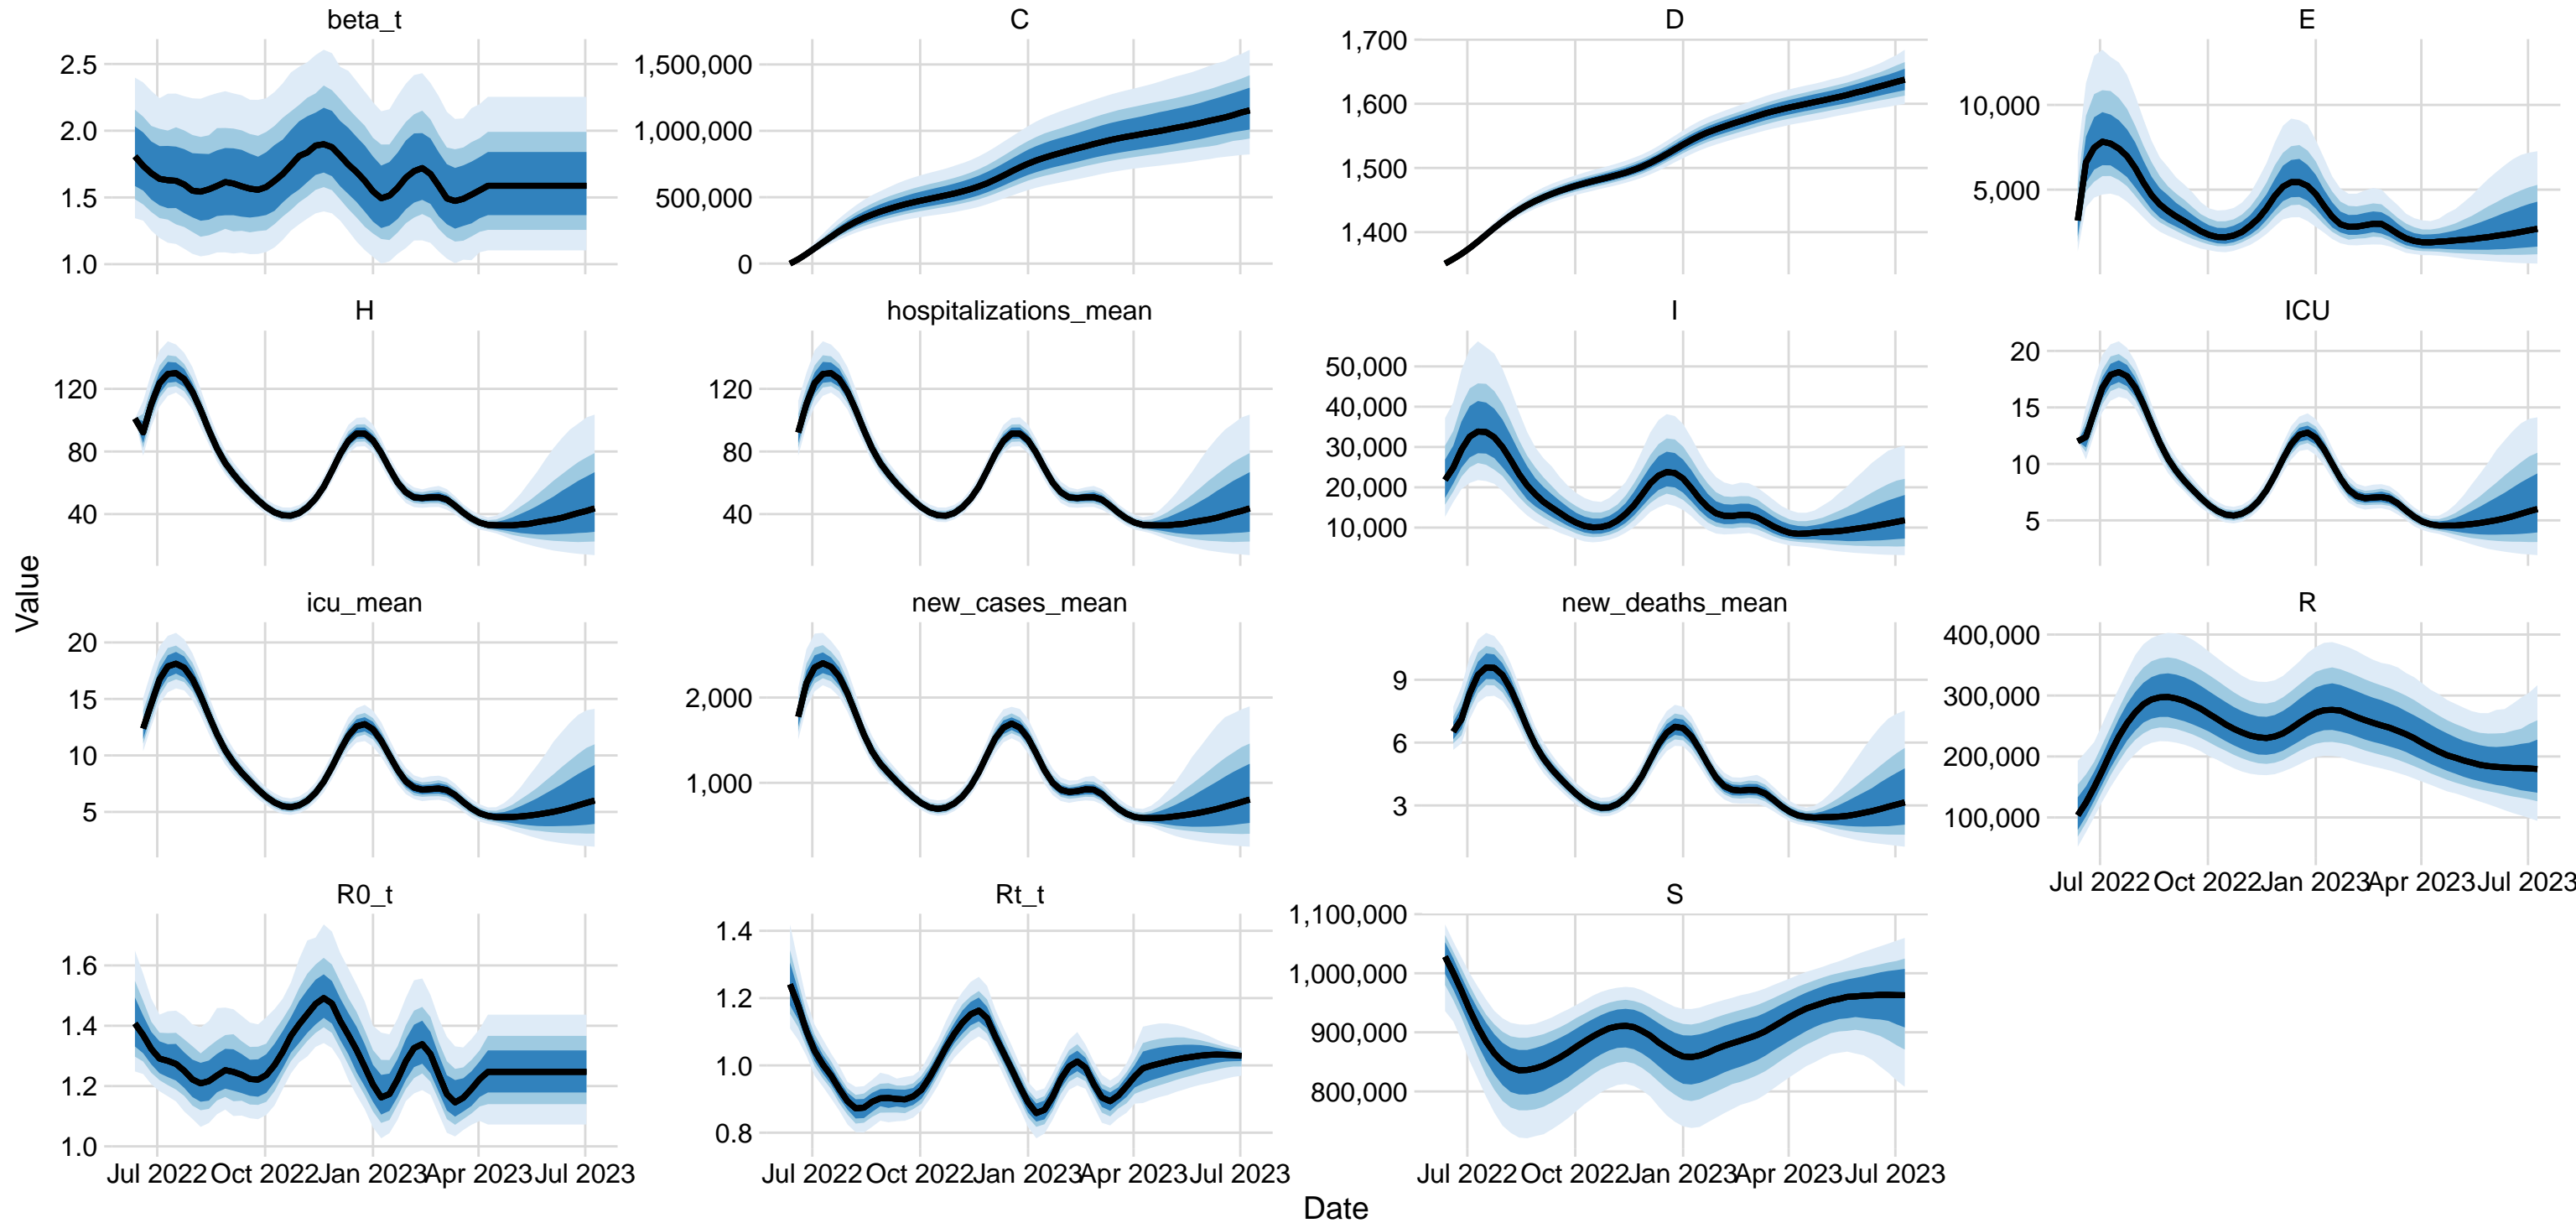 beta_t
C
D
E
2.5
2.0
1.5
1.0
1,500,000
1,000,000
500,000
0
1,700
1,600
1,500
1,400
10,000
5,000
H
hospitalizations_mean
I
ICU
120
80
40
120
80
40
50,000
40,000
30,000
20,000
10,000
20
15
10
5
Value
icu_mean
new_cases_mean
new_deaths_mean
R
20
15
10
5
2,000
1,000
9
6
3
400,000
300,000
200,000
100,000
Jul 2022 Oct 2022 Jan 2023 Apr 2023 Jul 2023
R0_t
Rt_t
S
1.6
1.4
1.2
1.0
1.4
1.2
1.0
0.8
1,100,000
1,000,000
900,000
800,000
Jul 2022 Oct 2022 Jan 2023 Apr 2023 Jul 2023
Jul 2022 Oct 2022 Jan 2023 Apr 2023 Jul 2023
Jul 2022 Oct 2022 Jan 2023 Apr 2023 Jul 2023
Date